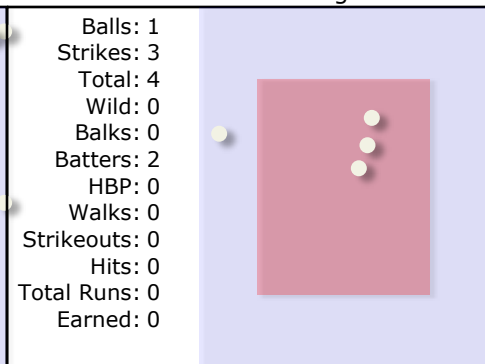 Balls: 1
Strikes: 3
Total: 4
Wild: 0
Balks: 0
Batters: 2
HBP: 0
Walks: 0
Strikeouts: 0
Hits: 0
Total Runs: 0
Earned: 0